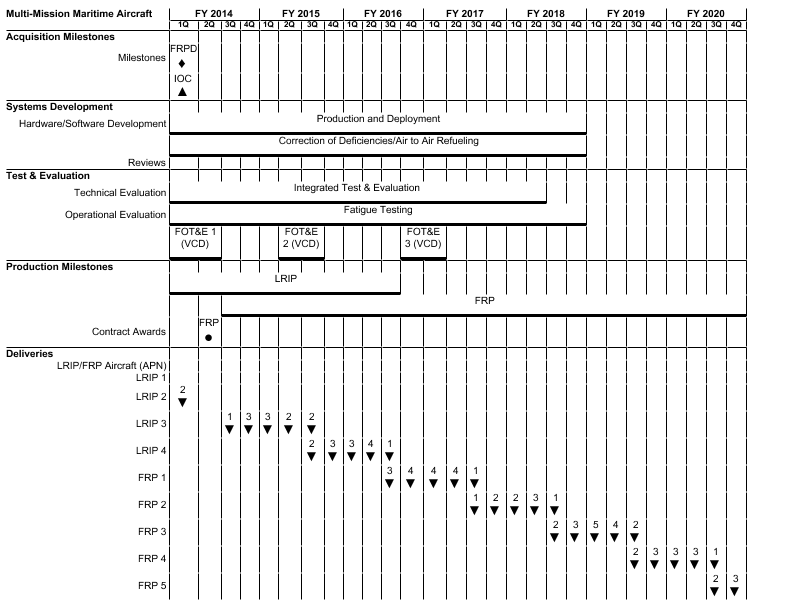 Multi-Mission Maritime Aircraft FY 2014 FY 2015 FY 2016 FY 2017 FY 2018 FY 2019 FY 2020
1Q 2Q 3Q 4Q 1Q 2Q 3Q 4Q 1Q 2Q 3Q 4Q 1Q 2Q 3Q 4Q 1Q 2Q 3Q 4Q 1Q 2Q 3Q 4Q 1Q 2Q 3Q 4Q
Acquisition Milestones
FRPD
Milestones
IOC
Systems Development
Production and Deployment
Hardware/Software Development
Correction of Deficiencies/Air to Air Refueling
Reviews
Test & Evaluation
Integrated Test & Evaluation
Technical Evaluation
Fatigue Testing
Operational Evaluation
FOT&E 1 FOT&E FOT&E
(VCD) 2 (VCD) 3 (VCD)
Production Milestones
LRIP
FRP
FRP
Contract Awards
Deliveries
LRIP/FRP Aircraft (APN)
LRIP 1
2
LRIP 2
1 3 3 2 2
LRIP 3
2 3 3 4 1
LRIP 4
3 4 4 4 1
FRP 1
1 2 2 3 1
FRP 2
2 3 5 4 2
FRP 3
2 3 3 3 1
FRP 4
2 3
FRP 5